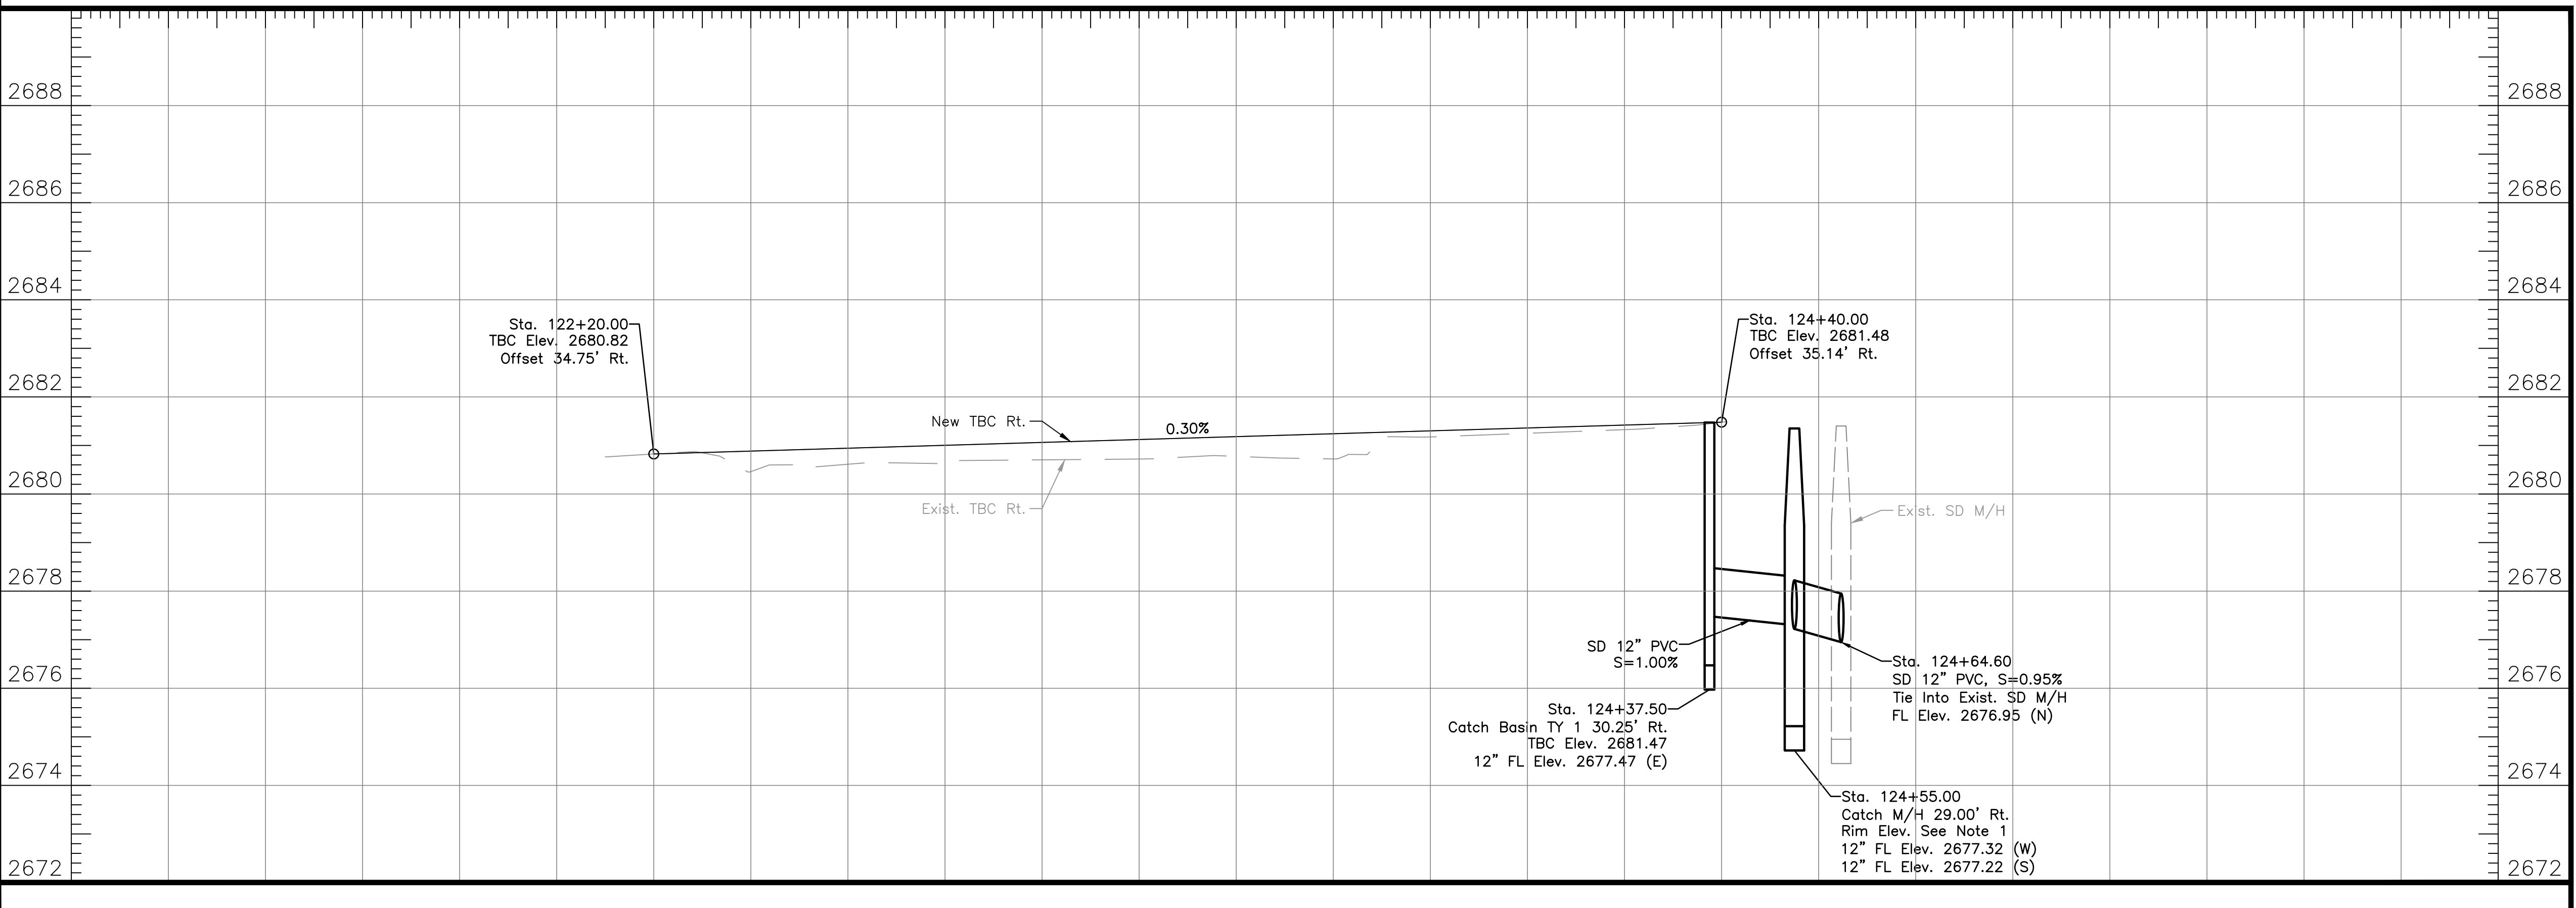 2688
2686
2684
2682
2680
2678
2676
2674
2672
Sta. 122+20.00
TBC Elev. 2680.82
Offset 34.75' Rt.
New TBC Rt.
0.30%
Exist. TBC Rt.
Sta. 124+40.00
TBC Elev. 2681.48
Offset 35.14' Rt.
Exist. SD M/H
SD 12" PVC
S=1.00%
Sta. 124+37.50
Catch Basin TY 1 30.25' Rt.
TBC Elev. 2681.47
12" FL Elev. 2677.47 (E)
Sta. 124+64.60
SD 12" PVC, S=0.95%
Tie Into Exist. SD M/H
FL Elev. 2676.95 (N)
Sta. 124+55.00
Catch M/H 29.00' Rt.
Rim Elev. See Note 1
12" FL Elev. 2677.32 (W)
12" FL Elev. 2677.22 (S)
2688
2686
2684
2682
2680
2678
2676
2674
2672